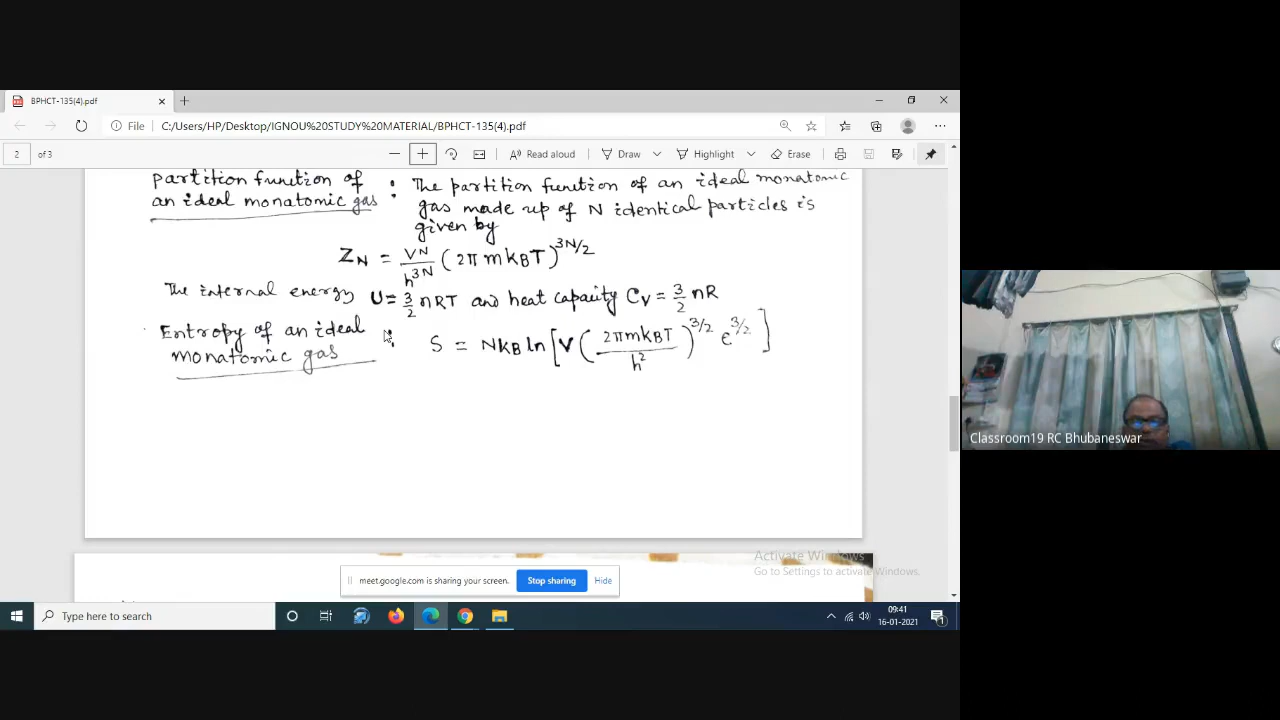 BPHCT-135(4).pdf
File C:/Users/HP/Desktop/IGNOU%20STUDY%20MATERIAL/BPHCT-135(4).pdf
2 of 3 Read aloud Draw Highlight Erase
partition function of
an ideal monatomic gas : The partition function of an ideal monatomic
gas made up of N identical particles is
given by
Z_N = V^N/h^3N (2π m k_B T)^3N/2
The internal energy U = 3/2 nRT and heat capacity C_V = 3/2 nR
Entropy of an ideal
monatomic gas : S = N k_B ln [V (2πmk_BT/h²)^3/2 e^3/2]
Classroom19 RC Bhubaneswar
Activate Windows
Go to Settings to activate Windows.
meet.google.com is sharing your screen. Stop sharing Hide
Type here to search
09:41
16-01-2021
1